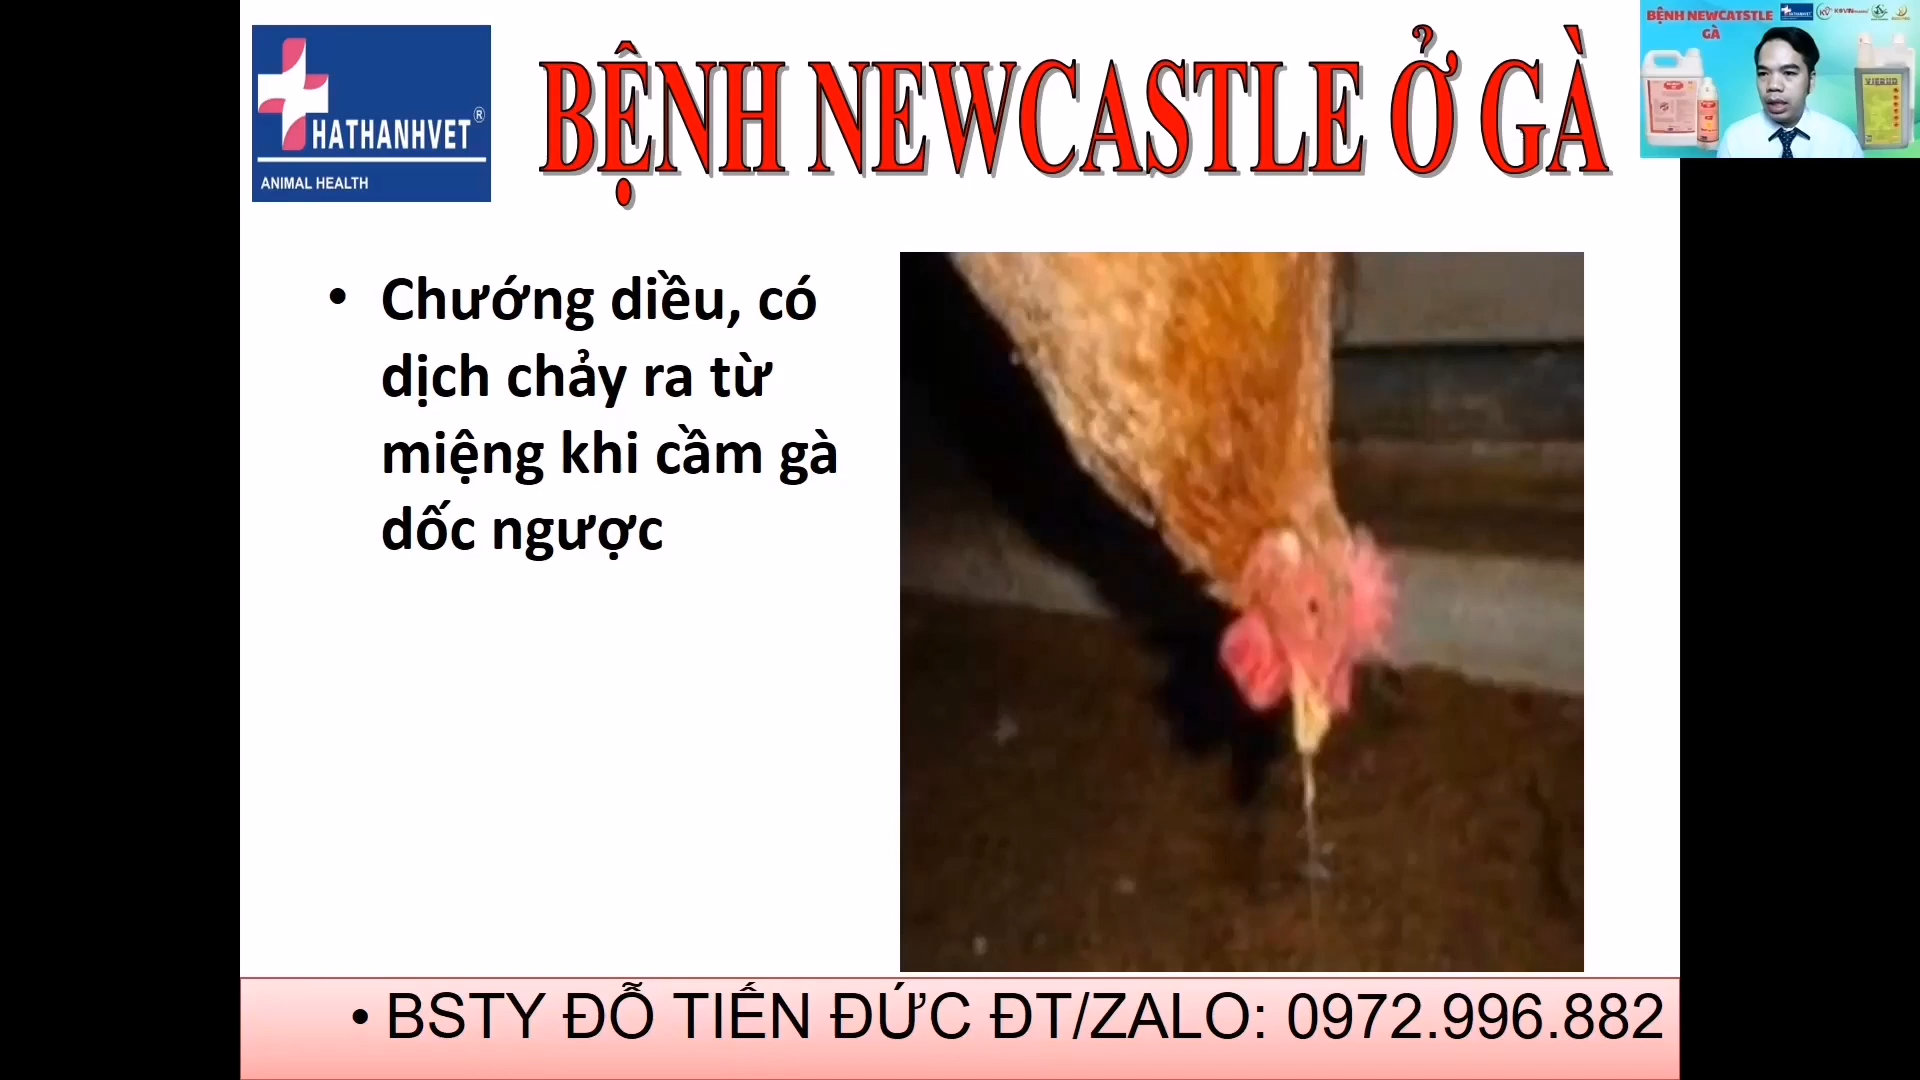 HATHANHVET®
ANIMAL HEALTH
BỆNH NEWCASTLE Ở GÀ
BỆNH NEWCATSTLE
GÀ
• Chướng diều, có
dịch chảy ra từ
miệng khi cầm gà
dốc ngược
• BSTY ĐỖ TIẾN ĐỨC ĐT/ZALO: 0972.996.882